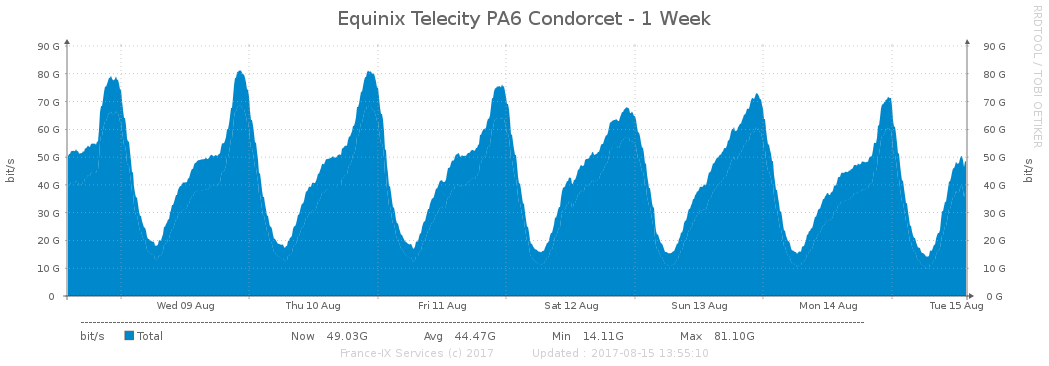 Equinix Telecity PA6 Condorcet - 1 Week
RRDTOOL / TOBI OETIKER
90 G 90 G
80 G 80 G
70 G 70 G
60 G 60 G
50 G 50 G
40 G 40 G
30 G 30 G
20 G 20 G
10 G 10 G
0 0 G
bit/s bit/s
Wed 09 Aug Thu 10 Aug Fri 11 Aug Sat 12 Aug Sun 13 Aug Mon 14 Aug Tue 15 Aug
bit/s Total Now 49.03G Avg 44.47G Min 14.11G Max 81.10G
France-IX Services (c) 2017 Updated : 2017-08-15 13:55:10